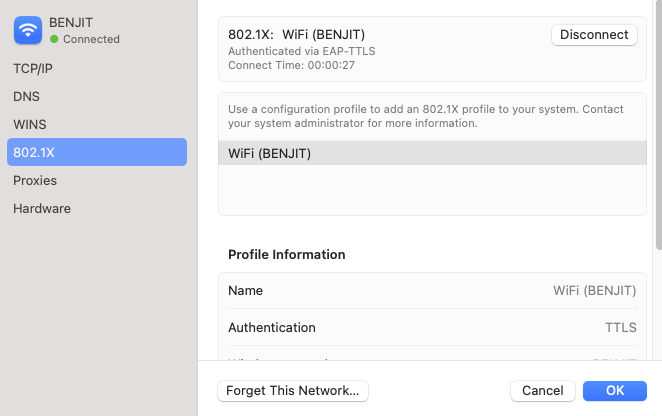 BENJIT
Connected
TCP/IP
DNS
WINS
802.1X
Proxies
Hardware
802.1X: WiFi (BENJIT)
Disconnect
Authenticated via EAP-TTLS
Connect Time: 00:00:27
Use a configuration profile to add an 802.1X profile to your system. Contact
your system administrator for more information.
WiFi (BENJIT)
Profile Information
Name WiFi (BENJIT)
Authentication TTLS
Forget This Network...
Cancel
OK